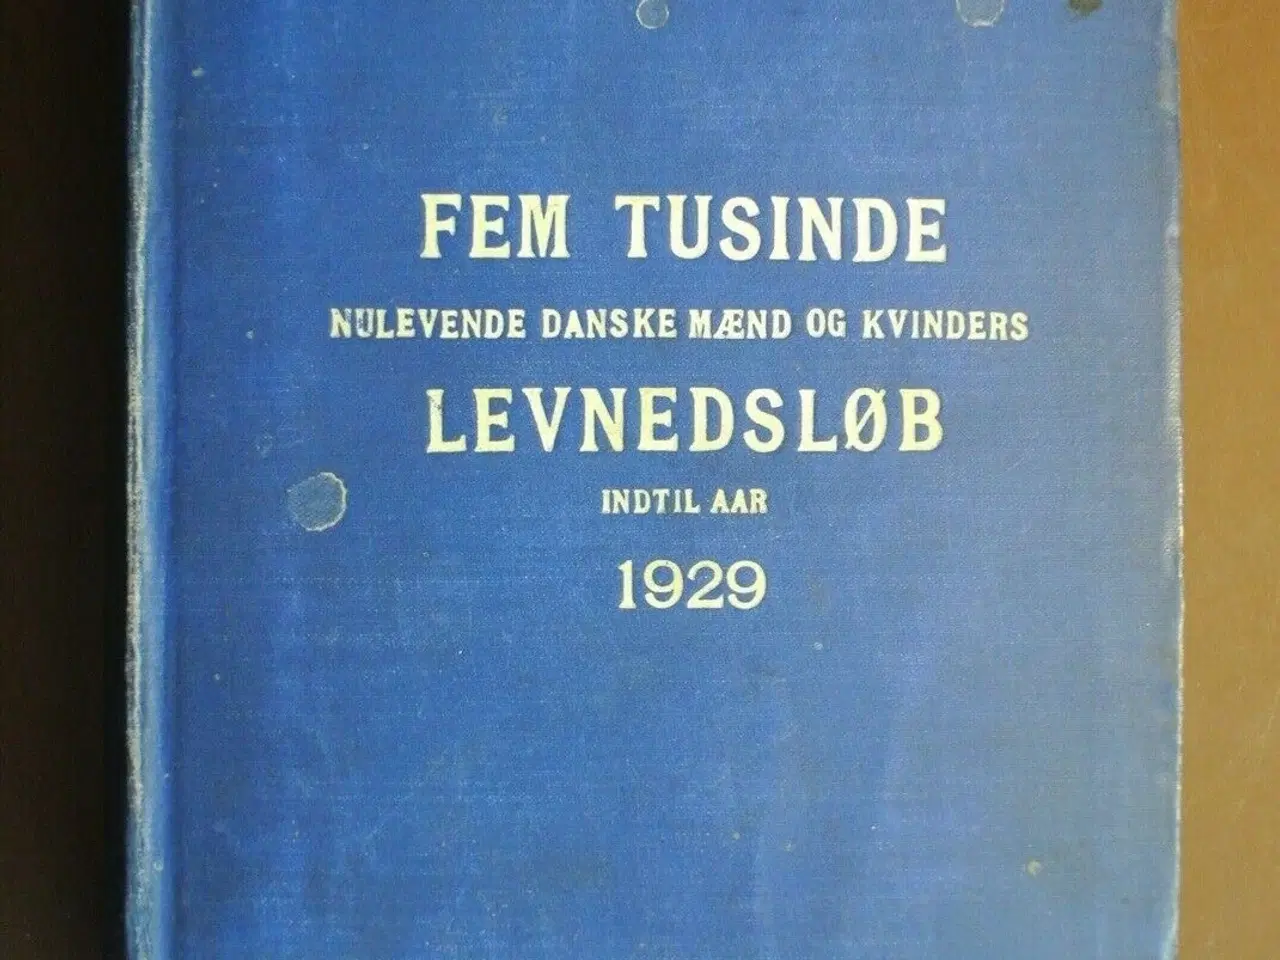 FEM TUSINDE
NULEVENDE DANSKE MÆND OG KVINDERS
LEVNEDSLØB
INDTIL AAR
1929